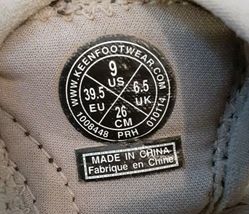 WWW.KEENFOOTWEAR.COM
9
US
39.5
EU
6.5
UK
26
CM
1008448 PRH 010114
MADE IN CHINA
Fabriqué en Chine